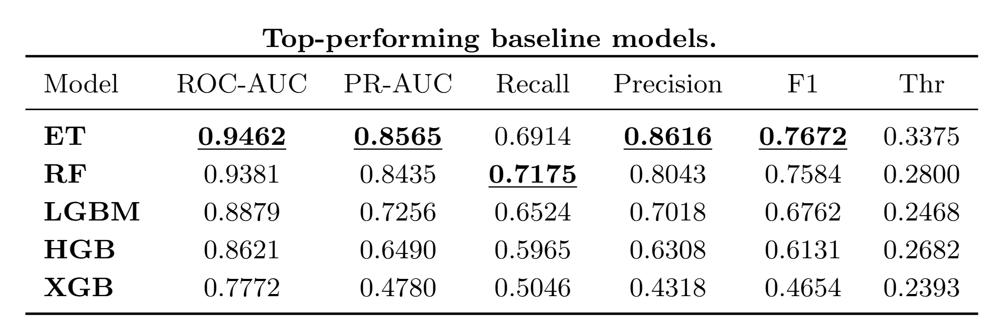 Top-performing baseline models.
Model ROC-AUC PR-AUC Recall Precision F1 Thr
ET 0.9462 0.8565 0.6914 0.8616 0.7672 0.3375
RF 0.9381 0.8435 0.7175 0.8043 0.7584 0.2800
LGBM 0.8879 0.7256 0.6524 0.7018 0.6762 0.2468
HGB 0.8621 0.6490 0.5965 0.6308 0.6131 0.2682
XGB 0.7772 0.4780 0.5046 0.4318 0.4654 0.2393